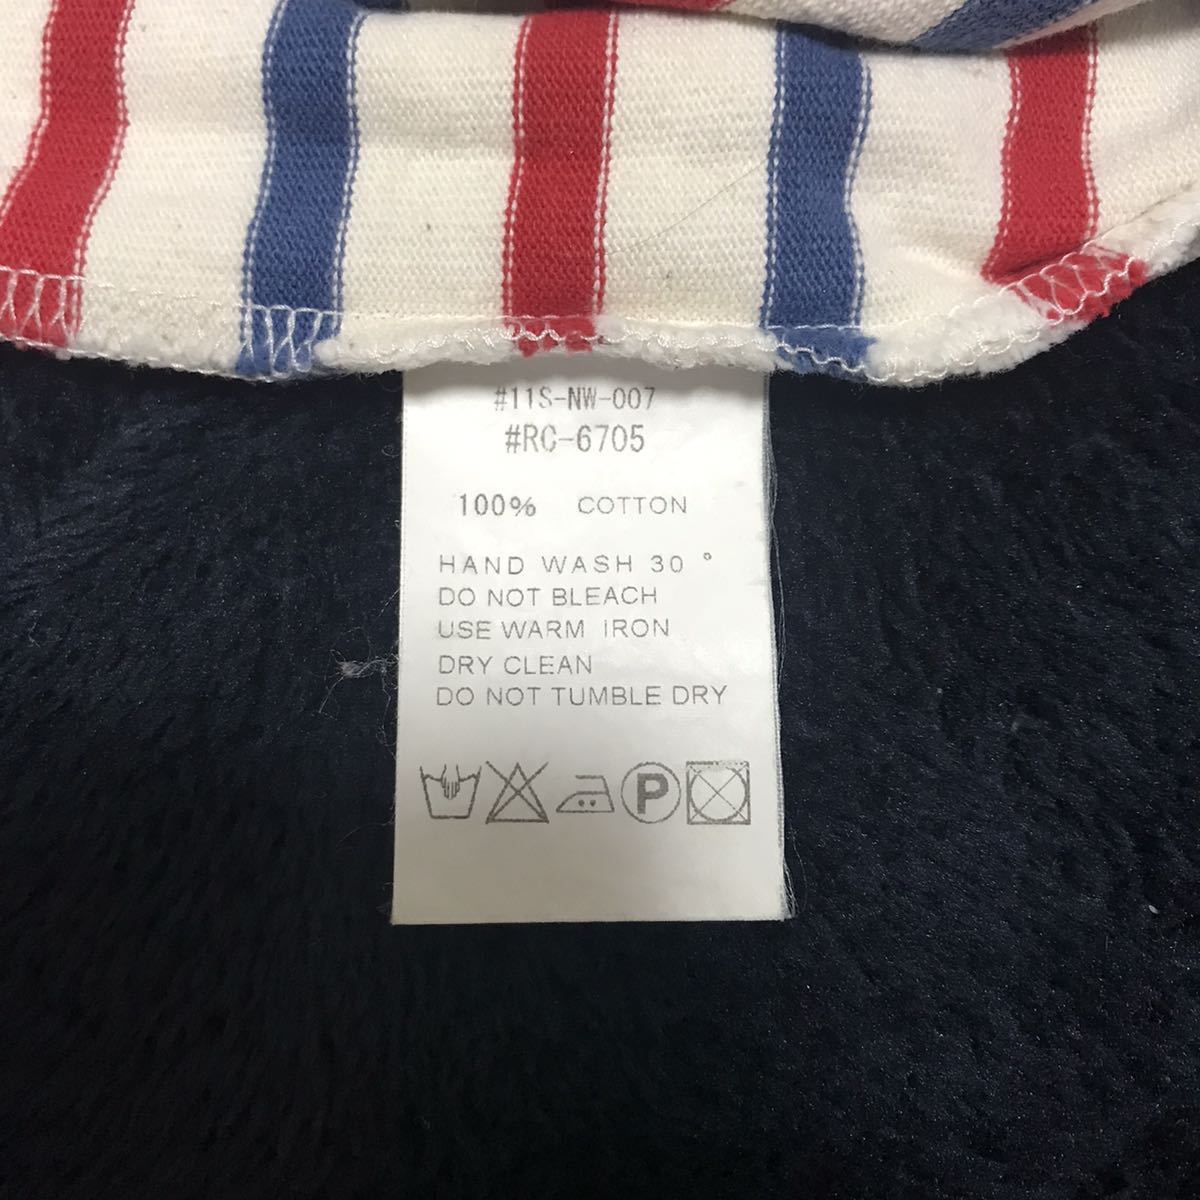 #11S-NW-007
#RC-6705
100% COTTON
HAND WASH 30 °
DO NOT BLEACH
USE WARM IRON
DRY CLEAN
DO NOT TUMBLE DRY
P